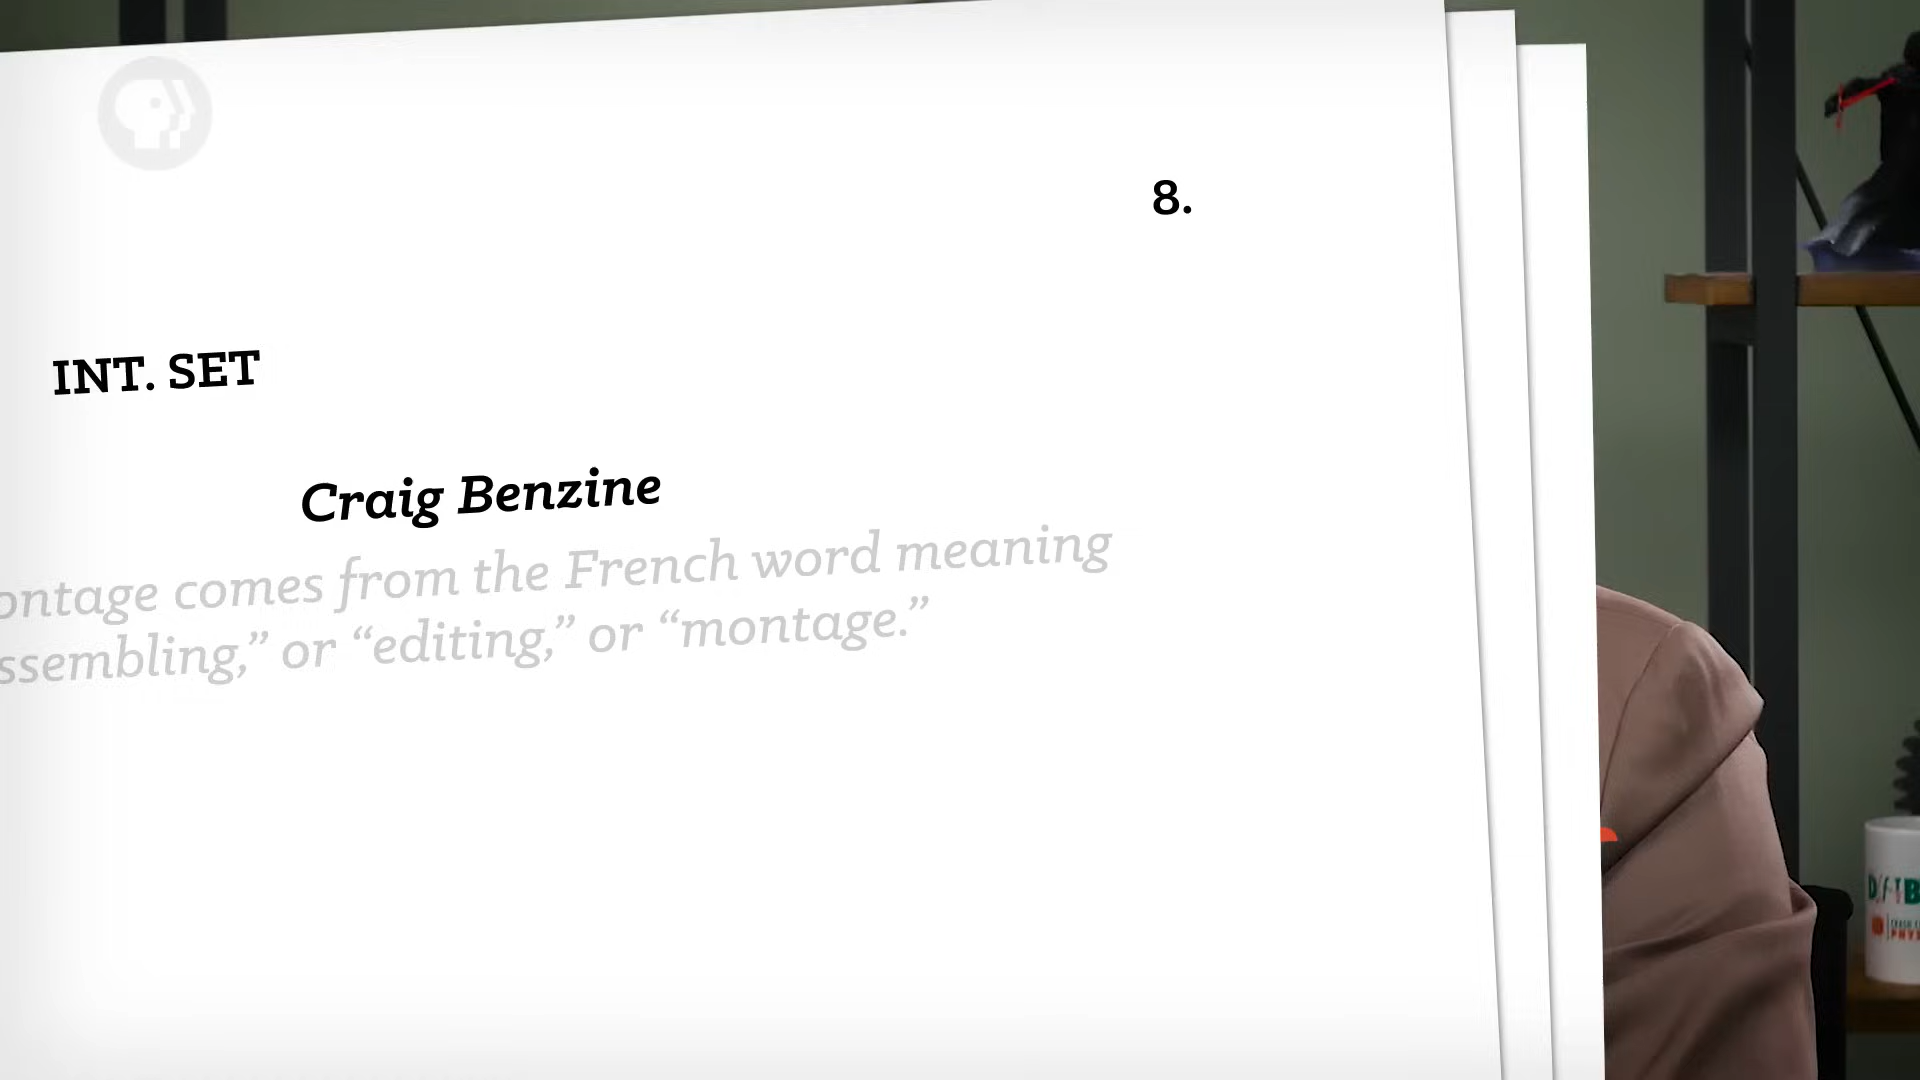 8.
INT. SET
Craig Benzine
ontage comes from the French word meaning
ssembling,” or “editing,” or “montage.”